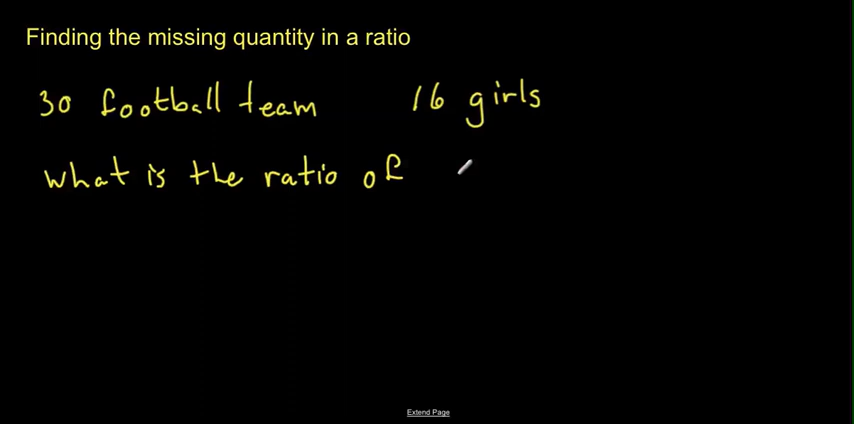 Finding the missing quantity in a ratio
30 football team 16 girls
what is the ratio of
Extend Page